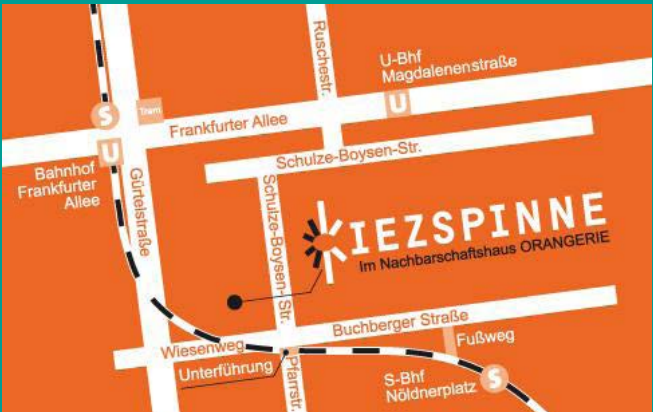 Ruschestr.
U-Bhf
Magdalenenstraße
S
Tram
U
Frankfurter Allee
U
Bahnhof
Frankfurter
Allee
Gürtelstraße
Schulze-Boysen-Str.
Schulze-Boysen-Str.
KIEZSPINNE
Im Nachbarschaftshaus ORANGERIE
Buchberger Straße
Wiesenweg
Fußweg
Unterführung
Pfarrstr.
S-Bhf
Nöldnerplatz
S